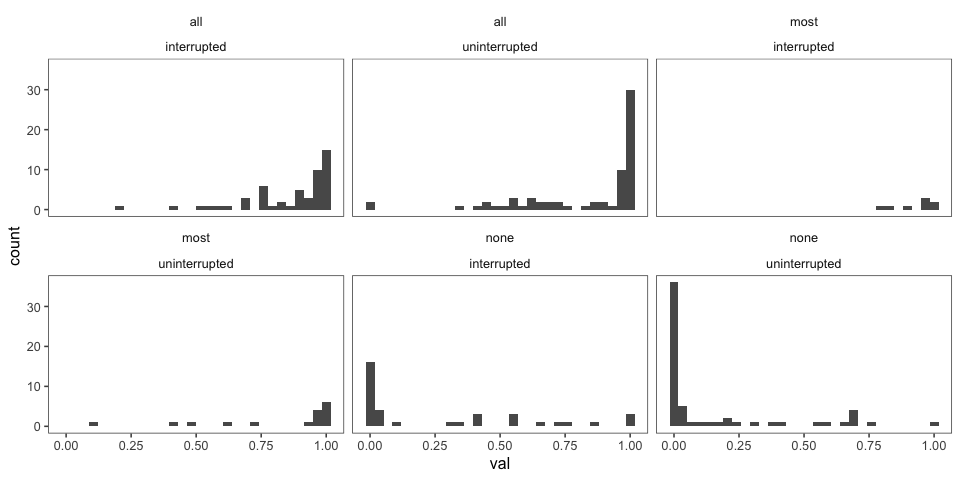 all all most
interrupted uninterrupted interrupted
30
20
10
0
count
most none none
uninterrupted interrupted uninterrupted
30
20
10
0
0.00 0.25 0.50 0.75 1.00 0.00 0.25 0.50 0.75 1.00 0.00 0.25 0.50 0.75 1.00
val